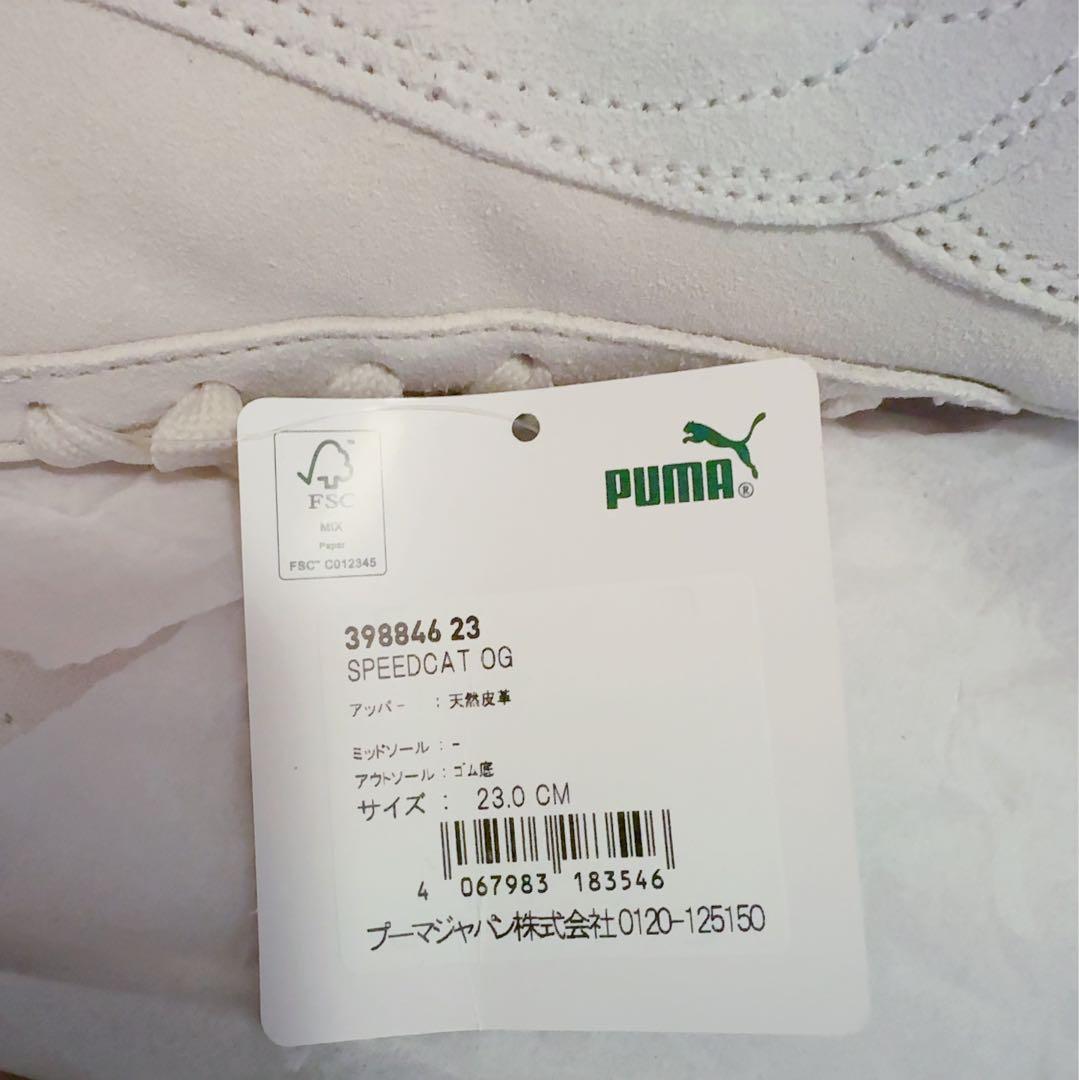 FSC™
MIX
Paper
FSC™ C012345
PUMA®
398846 23
SPEEDCAT OG
アッパー : 天然皮革
ミッドソール : -
アウトソール : ゴム底
サイズ : 23.0 CM
4 067983 183546
プーマジャパン株式会社0120-125150